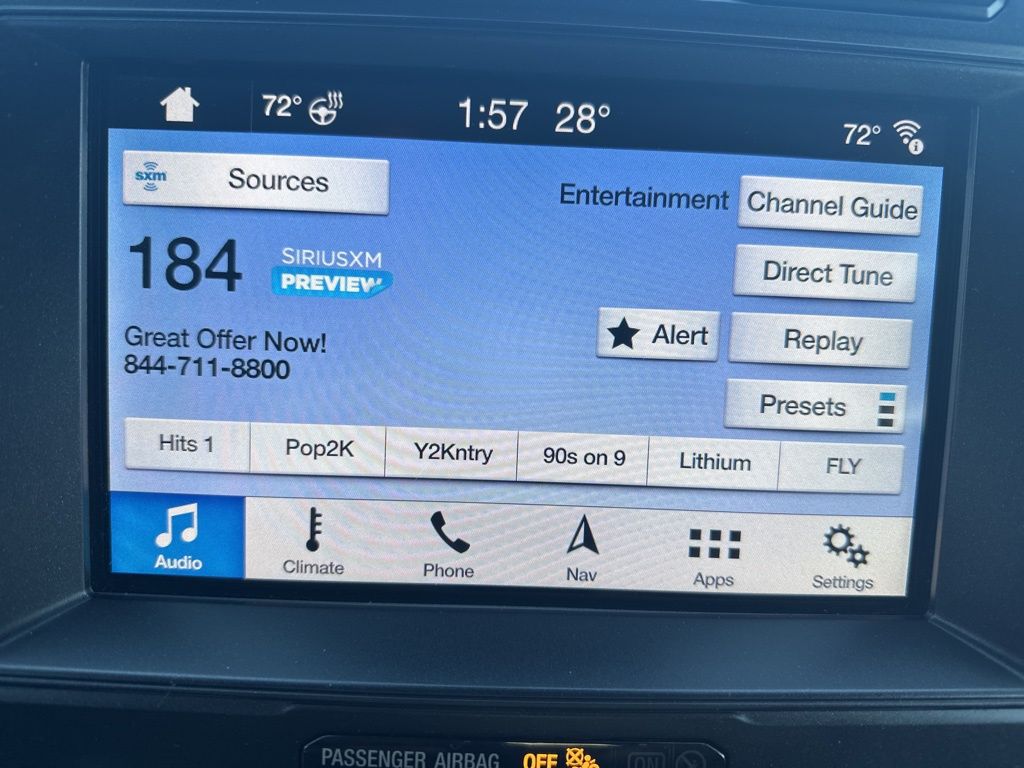 72° 1:57 28° 72°
sxm Sources
Entertainment Channel Guide
184 SIRIUSXM
PREVIEW
Direct Tune
Great Offer Now!
844-711-8800
Alert Replay
Presets
Hits 1 Pop2K Y2Kntry 90s on 9 Lithium FLY
Audio Climate Phone Nav Apps Settings
PASSENGER AIRBAG OFF ON